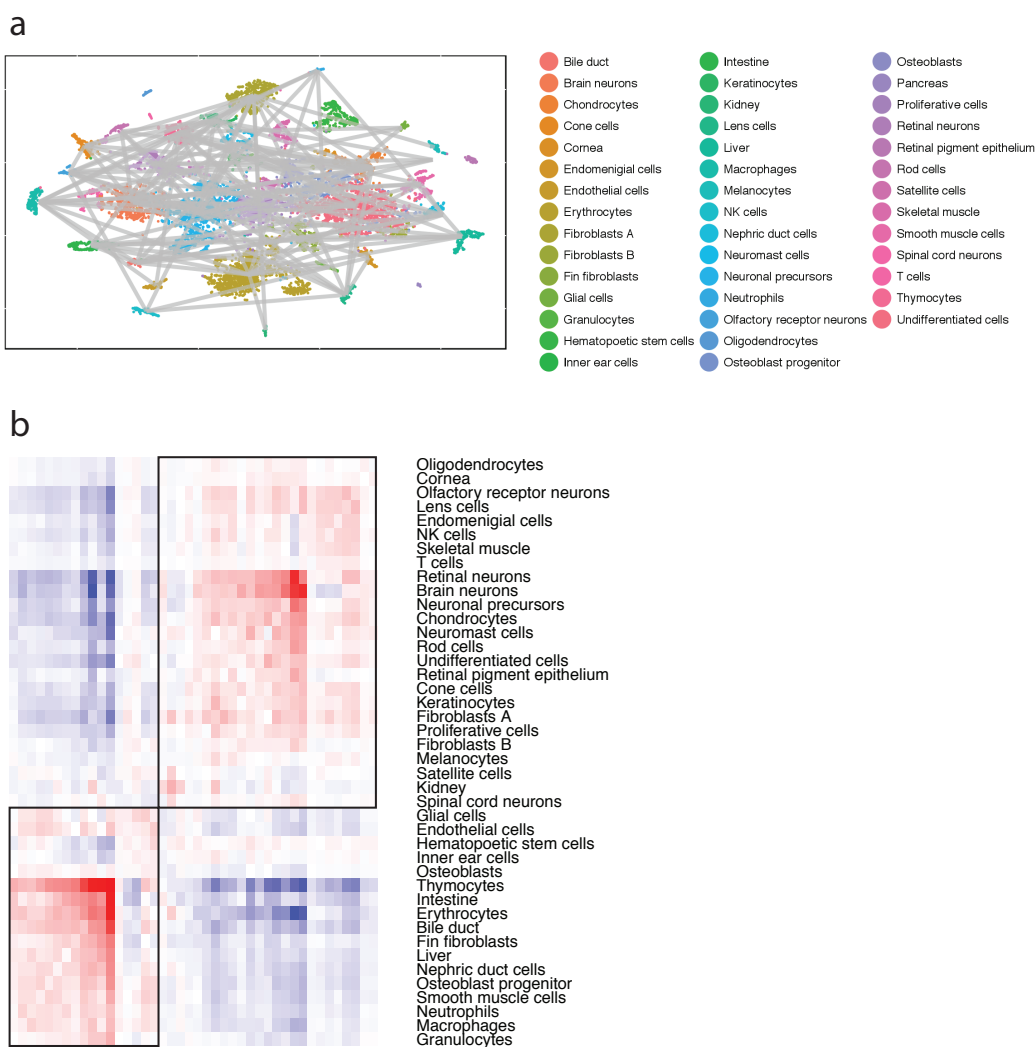 a
Bile duct
Brain neurons
Chondrocytes
Cone cells
Cornea
Endomenigial cells
Endothelial cells
Erythrocytes
Fibroblasts A
Fibroblasts B
Fin fibroblasts
Glial cells
Granulocytes
Hematopoetic stem cells
Inner ear cells
Intestine
Keratinocytes
Kidney
Lens cells
Liver
Macrophages
Melanocytes
NK cells
Nephric duct cells
Neuromast cells
Neuronal precursors
Neutrophils
Olfactory receptor neurons
Oligodendrocytes
Osteoblast progenitor
Osteoblasts
Pancreas
Proliferative cells
Retinal neurons
Retinal pigment epithelium
Rod cells
Satellite cells
Skeletal muscle
Smooth muscle cells
Spinal cord neurons
T cells
Thymocytes
Undifferentiated cells
b
Oligodendrocytes
Cornea
Olfactory receptor neurons
Lens cells
Endomenigial cells
NK cells
Skeletal muscle
T cells
Retinal neurons
Brain neurons
Neuronal precursors
Chondrocytes
Neuromast cells
Rod cells
Undifferentiated cells
Retinal pigment epithelium
Cone cells
Keratinocytes
Fibroblasts A
Proliferative cells
Fibroblasts B
Melanocytes
Satellite cells
Kidney
Spinal cord neurons
Glial cells
Endothelial cells
Hematopoetic stem cells
Inner ear cells
Osteoblasts
Thymocytes
Intestine
Erythrocytes
Bile duct
Fin fibroblasts
Liver
Nephric duct cells
Osteoblast progenitor
Smooth muscle cells
Neutrophils
Macrophages
Granulocytes